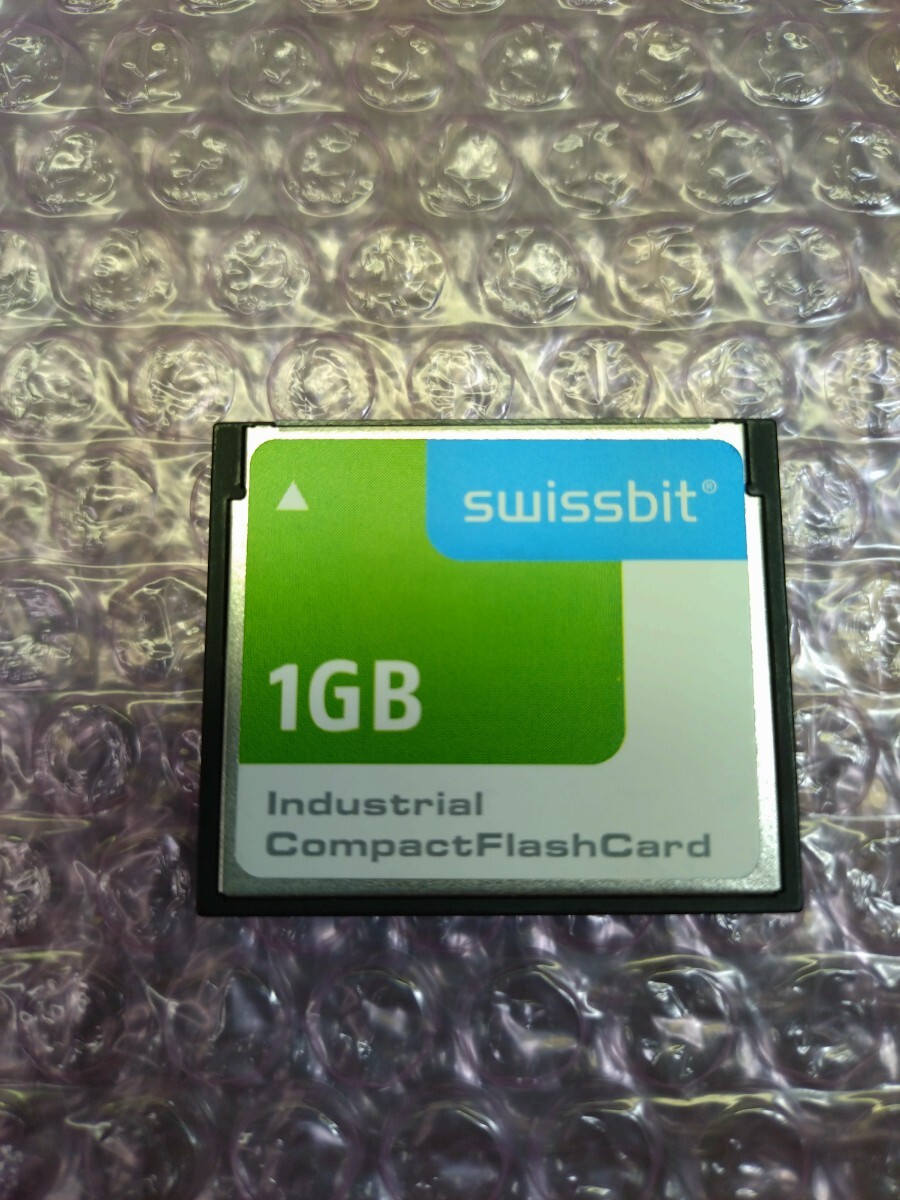 swissbit®
1GB
Industrial
CompactFlashCard